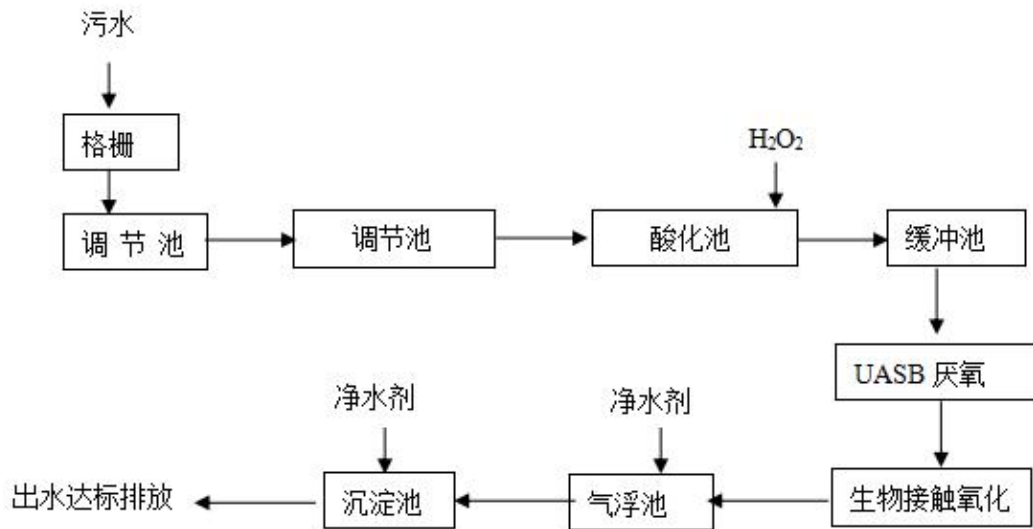 污水
格栅
H₂O₂
调 节 池
调节池
酸化池
缓冲池
UASB 厌氧
净水剂
净水剂
出水达标排放
沉淀池
气浮池
生物接触氧化